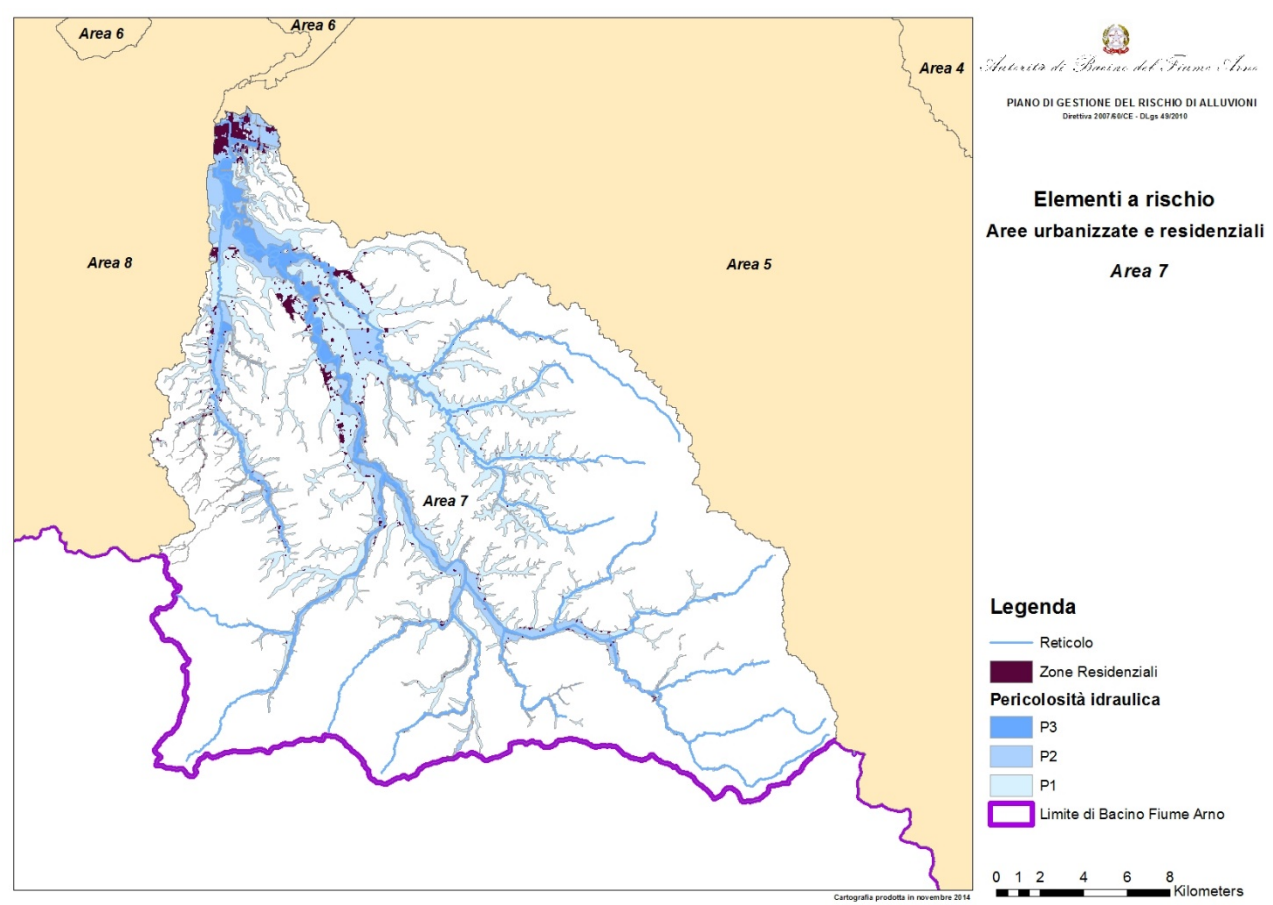 Area 6
Area 6
Area 4
Area 8
Area 5
Area 7
Autorità di Bacino del Fiume Arno
PIANO DI GESTIONE DEL RISCHIO DI ALLUVIONI
Direttiva 2007/60/CE - DLgs 49/2010
Elementi a rischio
Aree urbanizzate e residenziali
Area 7
Legenda
Reticolo
Zone Residenziali
Pericolosità idraulica
P3
P2
P1
Limite di Bacino Fiume Arno
0 1 2 4 6 8
Kilometers
Cartografia prodotta in novembre 2014